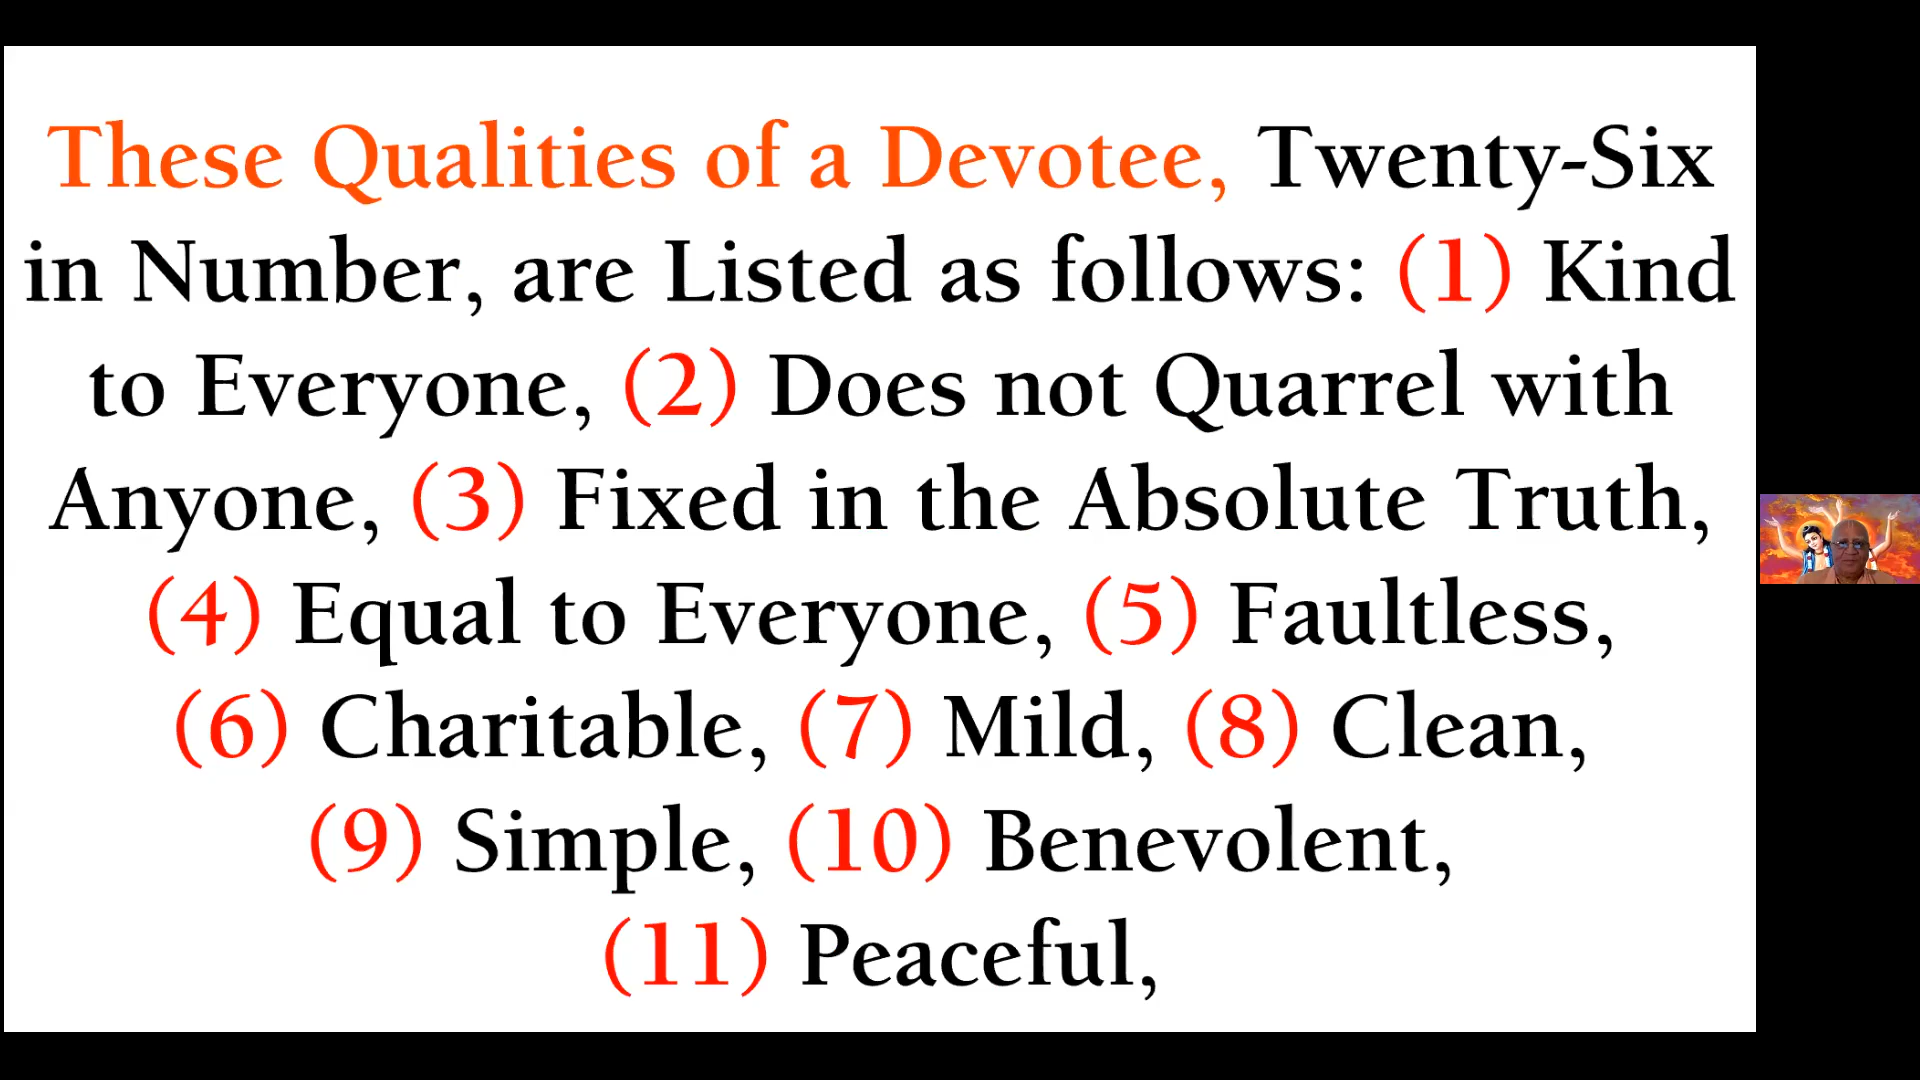 These Qualities of a Devotee, Twenty-Six
in Number, are Listed as follows: (1) Kind
to Everyone, (2) Does not Quarrel with
Anyone, (3) Fixed in the Absolute Truth,
(4) Equal to Everyone, (5) Faultless,
(6) Charitable, (7) Mild, (8) Clean,
(9) Simple, (10) Benevolent,
(11) Peaceful,